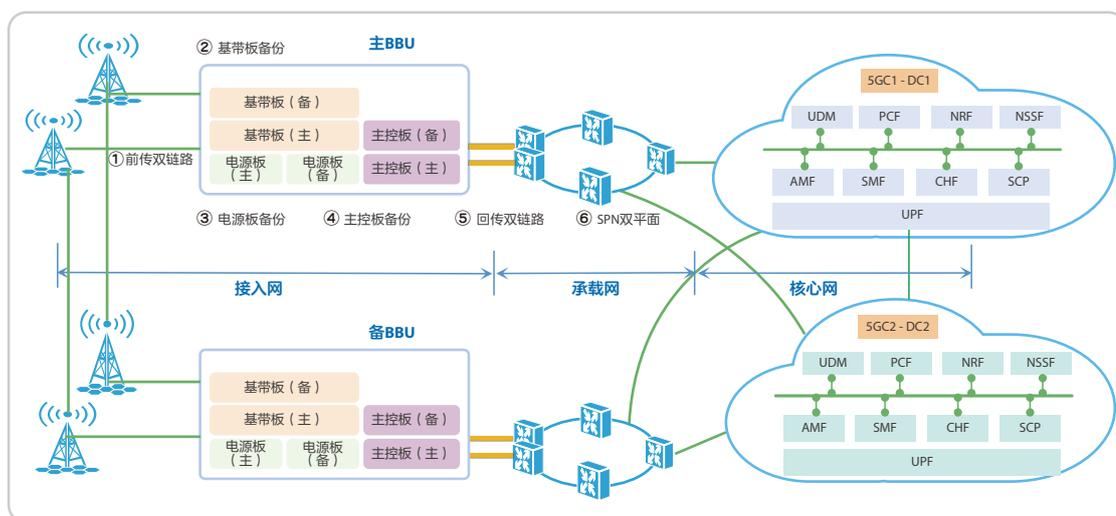 ② 基带板备份
主BBU
基带板（备）
基带板（主）
主控板（备）
电源板
（主）
电源板
（备）
主控板（主）
①前传双链路
③ 电源板备份
④ 主控板备份
⑤ 回传双链路
⑥ SPN双平面
5GC1 - DC1
UDM
PCF
NRF
NSSF
AMF
SMF
CHF
SCP
UPF
接入网
承载网
核心网
备BBU
基带板（备）
基带板（主）
主控板（备）
电源板
（主）
电源板
（备）
主控板（主）
5GC2 - DC2
UDM
PCF
NRF
NSSF
AMF
SMF
CHF
SCP
UPF